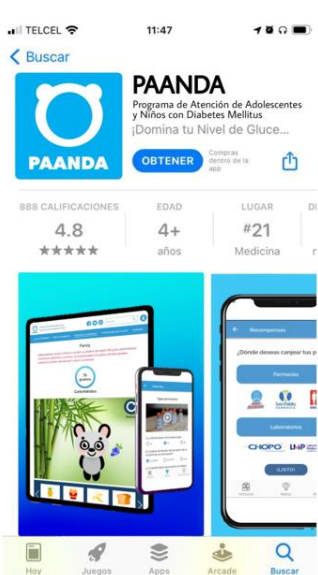 TELCEL 11:47
Buscar
PAANDA
PAANDA
Programa de Atención de Adolescentes
y Niños con Diabetes Mellitus
¡Domina tu Nivel de Gluce...
OBTENER
Compras
dentro de la
app
888 CALIFICACIONES EDAD LUGAR
4.8 4+ #21
años Medicina
Panda
Carbohidratos
Recompensas
¿Dónde deseas canjear tus p
Farmacias
Laboratorios
CHOPO
¡LISTO!
Hoy Juegos Apps Arcade Buscar